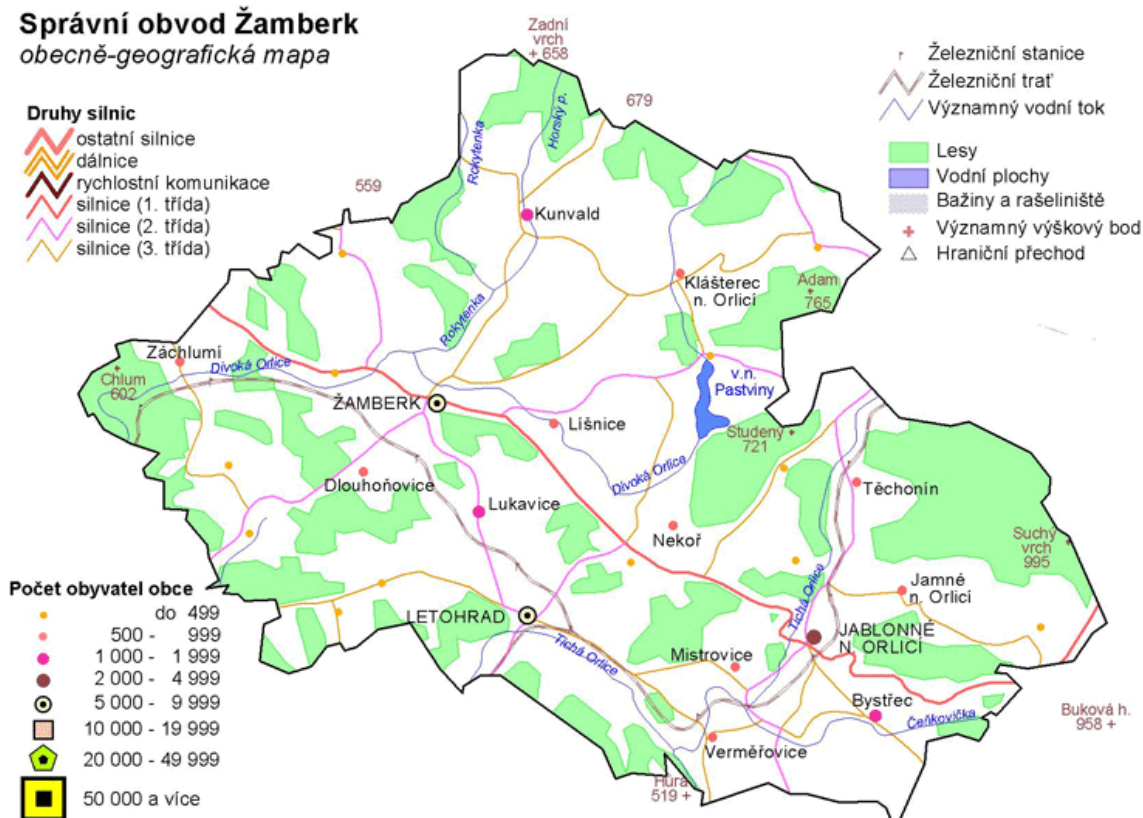 Správní obvod Žamberk
obecně-geografická mapa
Druhy silnic
ostatní silnice
dálnice
rychlostní komunikace
silnice (1. třída)
silnice (2. třída)
silnice (3. třída)
Železniční stanice
Železniční trať
Významný vodní tok
Lesy
Vodní plochy
Bažiny a rašeliniště
Významný výškový bod
Hraniční přechod
Zadní
vrch
+ 658
679
559
Rokytenka
Horský p.
Kunvald
Klášterec
n. Orlicí
Adam
765
Rokytenka
Záchlumí
Divoká Orlice
Chlum
602
ŽAMBERK
v.n.
Pastviny
Líšnice
Studený
721
Divoká Orlice
Dlouhoňovice
Lukavice
Těchonín
Nekoř
Suchý
vrch
995
Tichá Orlice
Jamné
n. Orlicí
LETOHRAD
Tichá Orlice
JABLONNÉ
N. ORLICÍ
Mistrovice
Bystřec
Čenkovička
Buková h.
958 +
Verměřovice
Hůra
519 +
Počet obyvatel obce
do 499
500 - 999
1 000 - 1 999
2 000 - 4 999
5 000 - 9 999
10 000 - 19 999
20 000 - 49 999
50 000 a více